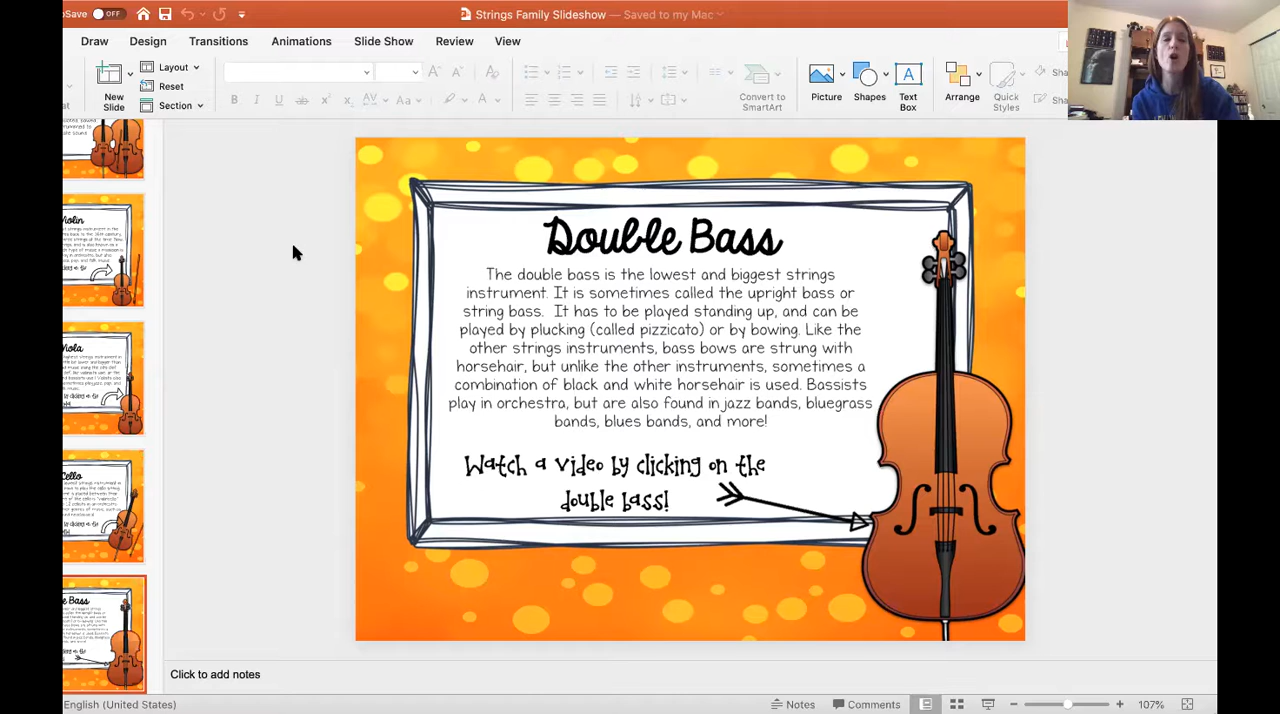 Save OFF
Strings Family Slideshow — Saved to my Mac
Draw Design Transitions Animations Slide Show Review View
New Slide
Layout
Reset
Section
Convert to SmartArt
Picture
Shapes
Text Box
Arrange
Quick Styles
Double Bass
The double bass is the lowest and biggest strings
instrument. It is sometimes called the upright bass or
string bass. It has to be played standing up, and can be
played by plucking (called pizzicato) or by bowing. Like the
other strings instruments, bass bows are strung with
horsehair, but unlike the other instruments, sometimes a
combination of black and white horsehair is used. Bassists
play in orchestra, but are also found in jazz bands, bluegrass
bands, blues bands, and more!
Watch a video by clicking on the
double bass!
Violin
Viola
Cello
Click to add notes
English (United States)
Notes
Comments
107%